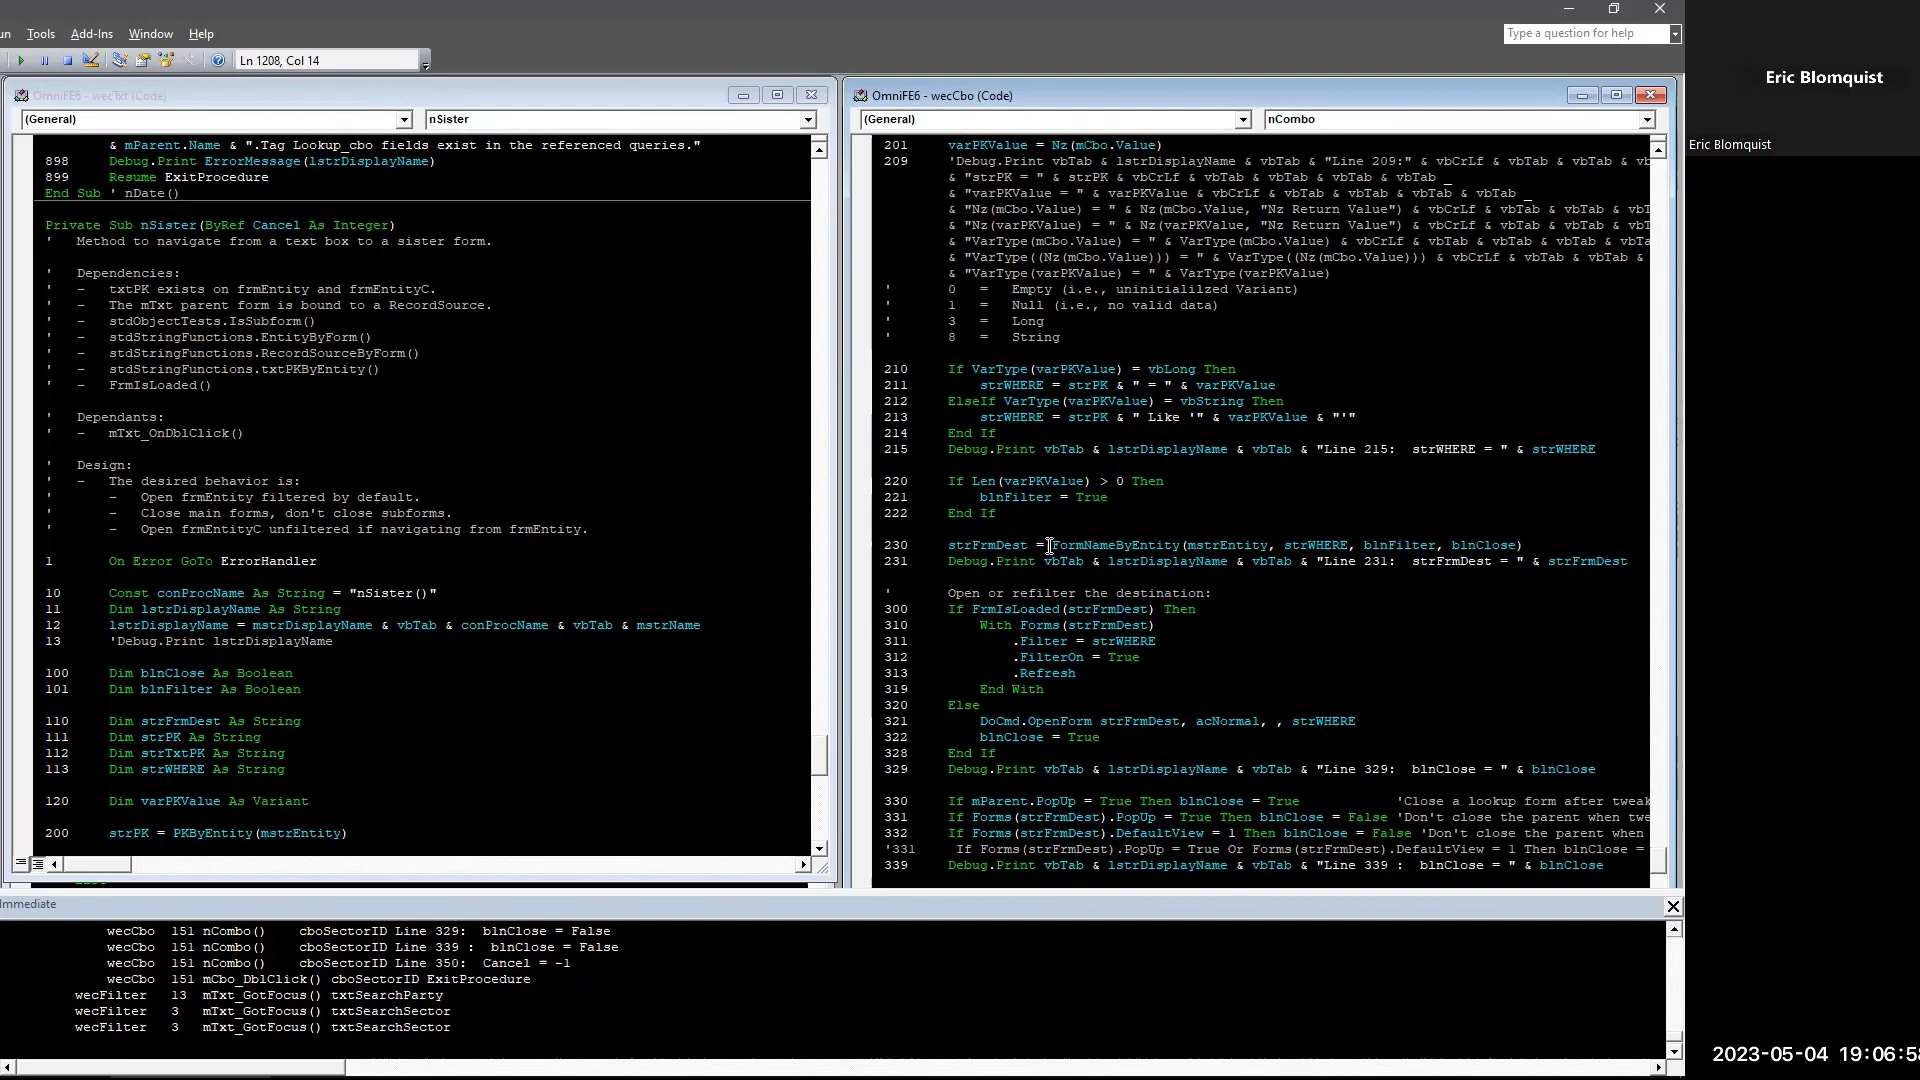 un Tools Add-Ins Window Help
Type a question for help
Ln 1208, Col 14
OmniFE6 - wecTxt (Code)
(General) nSister
& mParent.Name & ".Tag Lookup_cbo fields exist in the referenced queries."
898 Debug.Print ErrorMessage(lstrDisplayName)
899 Resume ExitProcedure
End Sub ' nDate()
Private Sub nSister(ByRef Cancel As Integer)
' Method to navigate from a text box to a sister form.
' Dependencies:
' - txtPK exists on frmEntity and frmEntityC.
' - The mTxt parent form is bound to a RecordSource.
' - stdObjectTests.IsSubform()
' - stdStringFunctions.EntityByForm()
' - stdStringFunctions.RecordSourceByForm()
' - stdStringFunctions.txtPKByEntity()
' - FrmIsLoaded()
' Dependants:
' - mTxt_OnDblClick()
' Design:
' - The desired behavior is:
' - Open frmEntity filtered by default.
' - Close main forms, don't close subforms.
' - Open frmEntityC unfiltered if navigating from frmEntity.
1 On Error GoTo ErrorHandler
10 Const conProcName As String = "nSister()"
11 Dim lstrDisplayName As String
12 lstrDisplayName = mstrDisplayName & vbTab & conProcName & vbTab & mstrName
13 'Debug.Print lstrDisplayName
100 Dim blnClose As Boolean
101 Dim blnFilter As Boolean
110 Dim strFrmDest As String
111 Dim strPK As String
112 Dim strTxtPK As String
113 Dim strWHERE As String
120 Dim varPKValue As Variant
200 strPK = PKByEntity(mstrEntity)
OmniFE6 - wecCbo (Code)
(General) nCombo
201 varPKValue = Nz(mCbo.Value)
209 'Debug.Print vbTab & lstrDisplayName & vbTab & "Line 209:" & vbCrLf & vbTab & vbTab & vb
& "strPK = " & strPK & vbCrLf & vbTab & vbTab & vbTab & vbTab _
& "varPKValue = " & varPKValue & vbCrLf & vbTab & vbTab & vbTab & vbTab _
& "Nz(mCbo.Value) = " & Nz(mCbo.Value, "Nz Return Value") & vbCrLf & vbTab & vbTab & vbT
& "Nz(varPKValue) = " & Nz(varPKValue, "Nz Return Value") & vbCrLf & vbTab & vbTab & vbT
& "VarType(mCbo.Value) = " & VarType(mCbo.Value) & vbCrLf & vbTab & vbTab & vbTab & vbTa
& "VarType((Nz(mCbo.Value))) = " & VarType((Nz(mCbo.Value))) & vbCrLf & vbTab & vbTab &
& "VarType(varPKValue) = " & VarType(varPKValue)
' 0 = Empty (i.e., uninitialilzed Variant)
' 1 = Null (i.e., no valid data)
' 3 = Long
' 8 = String
210 If VarType(varPKValue) = vbLong Then
211 strWHERE = strPK & " = " & varPKValue
212 ElseIf VarType(varPKValue) = vbString Then
213 strWHERE = strPK & " Like '" & varPKValue & "'"
214 End If
215 Debug.Print vbTab & lstrDisplayName & vbTab & "Line 215:  strWHERE = " & strWHERE
220 If Len(varPKValue) > 0 Then
221 blnFilter = True
222 End If
230 strFrmDest = FormNameByEntity(mstrEntity, strWHERE, blnFilter, blnClose)
231 Debug.Print vbTab & lstrDisplayName & vbTab & "Line 231:  strFrmDest = " & strFrmDest
' Open or refilter the destination:
300 If FrmIsLoaded(strFrmDest) Then
310 With Forms(strFrmDest)
311 .Filter = strWHERE
312 .FilterOn = True
313 .Refresh
319 End With
320 Else
321 DoCmd.OpenForm strFrmDest, acNormal, , strWHERE
322 blnClose = True
328 End If
329 Debug.Print vbTab & lstrDisplayName & vbTab & "Line 329:  blnClose = " & blnClose
330 If mParent.PopUp = True Then blnClose = True 'Close a lookup form after tweak
331 If Forms(strFrmDest).PopUp = True Then blnClose = False 'Don't close the parent when twe
332 If Forms(strFrmDest).DefaultView = 1 Then blnClose = False 'Don't close the parent when
'331 If Forms(strFrmDest).PopUp = True Or Forms(strFrmDest).DefaultView = 1 Then blnClose =
339 Debug.Print vbTab & lstrDisplayName & vbTab & "Line 339 :  blnClose = " & blnClose
Immediate
wecCbo 151 nCombo() cboSectorID Line 329:  blnClose = False
wecCbo 151 nCombo() cboSectorID Line 339 :  blnClose = False
wecCbo 151 nCombo() cboSectorID Line 350:  Cancel = -1
wecCbo 151 mCbo_DblClick() cboSectorID ExitProcedure
wecFilter 13 mTxt_GotFocus() txtSearchParty
wecFilter 3 mTxt_GotFocus() txtSearchSector
wecFilter 3 mTxt_GotFocus() txtSearchSector
Eric Blomquist
Eric Blomquist
2023-05-04 19:06:5